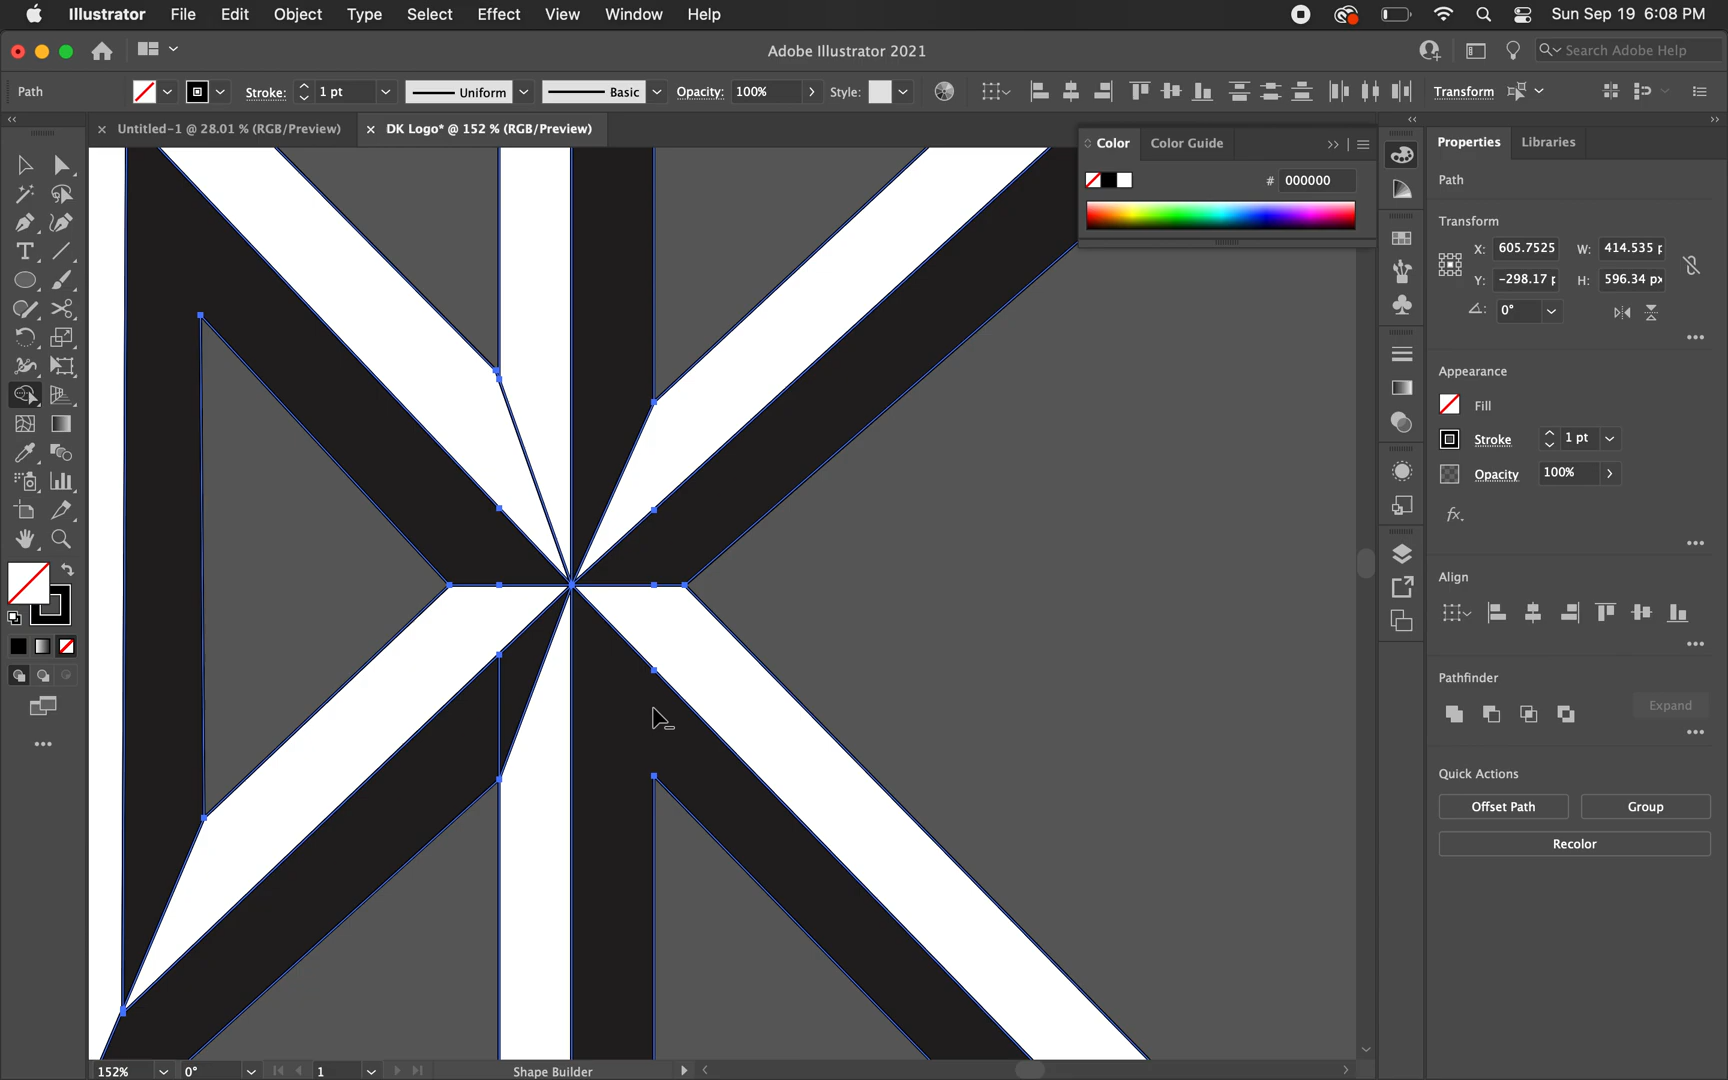 Illustrator File Edit Object Type Select Effect View Window Help Sun Sep 19 6:08 PM
Adobe Illustrator 2021 Search Adobe Help
Path Stroke: 1 pt Uniform Basic Opacity: 100% Style: Transform
× Untitled-1 @ 28.01 % (RGB/Preview) × DK Logo* @ 152 % (RGB/Preview)
Color Color Guide
# 000000
Properties Libraries
Path
Transform
X: 605.7525 W: 414.535 p
Y: -298.17 p H: 596.34 px
0°
Appearance
Fill
Stroke 1 pt
Opacity 100%
fx.
Align
Pathfinder
Expand
Quick Actions
Offset Path Group
Recolor
152% 0° 1 Shape Builder